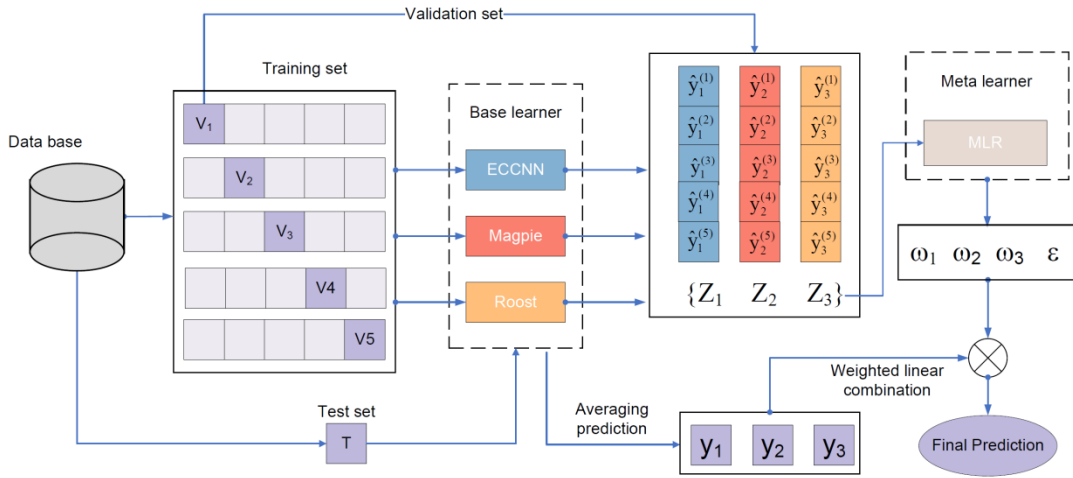 Validation set
Training set
Data base
V₁
V₂
V₃
V4
V5
Base learner
ECCNN
Magpie
Roost
ŷ₁⁽¹⁾ ŷ₂⁽¹⁾ ŷ₃⁽¹⁾
ŷ₁⁽²⁾ ŷ₂⁽²⁾ ŷ₃⁽²⁾
ŷ₁⁽³⁾ ŷ₂⁽³⁾ ŷ₃⁽³⁾
ŷ₁⁽⁴⁾ ŷ₂⁽⁴⁾ ŷ₃⁽⁴⁾
ŷ₁⁽⁵⁾ ŷ₂⁽⁵⁾ ŷ₃⁽⁵⁾
{Z₁ Z₂ Z₃}
Meta learner
MLR
ω₁ ω₂ ω₃ ε
Weighted linear
combination
Test set
T
Averaging
prediction
y₁ y₂ y₃
Final Prediction